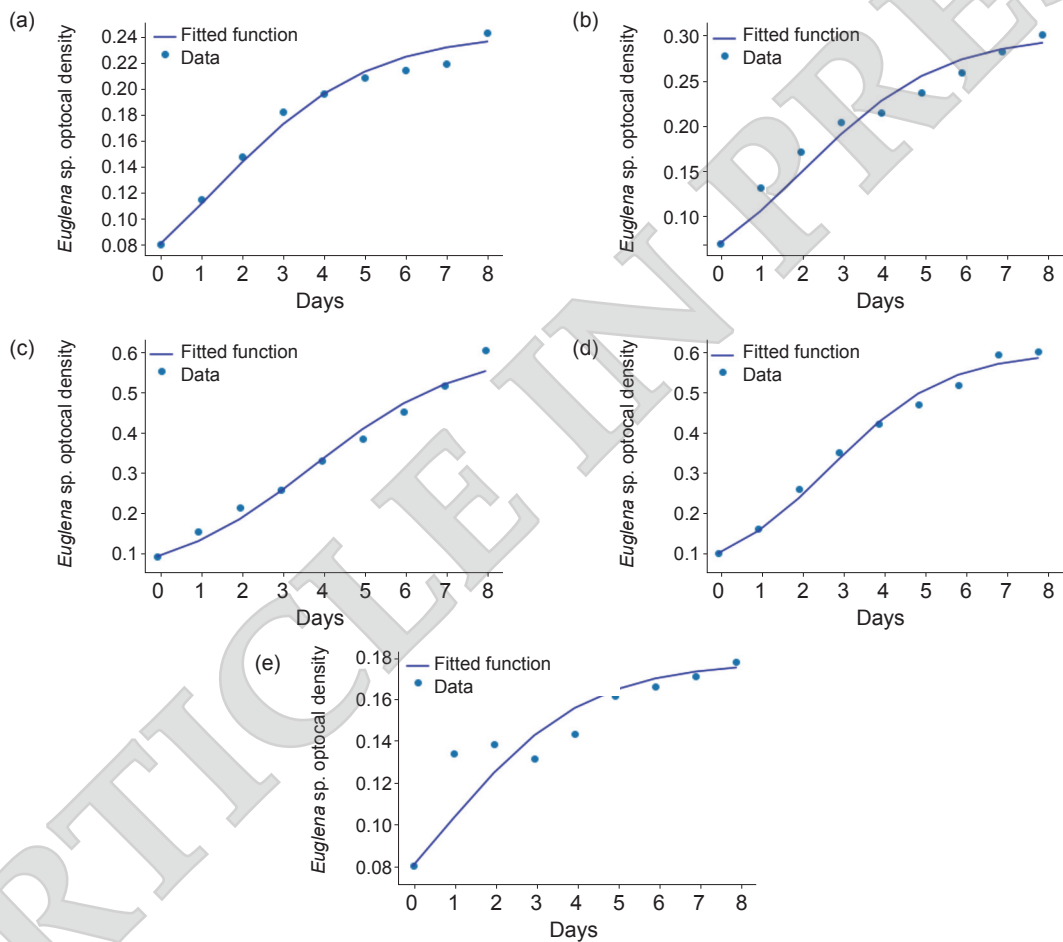 (a)
Fitted function
Data
Euglena sp. optocal density
0.24
0.22
0.20
0.18
0.16
0.14
0.12
0.10
0.08
0 1 2 3 4 5 6 7 8
Days
(b)
Fitted function
Data
Euglena sp. optocal density
0.30
0.25
0.20
0.15
0.10
0 1 2 3 4 5 6 7 8
Days
(c)
Fitted function
Data
Euglena sp. optocal density
0.6
0.5
0.4
0.3
0.2
0.1
0 1 2 3 4 5 6 7 8
Days
(d)
Fitted function
Data
Euglena sp. optocal density
0.6
0.5
0.4
0.3
0.2
0.1
0 1 2 3 4 5 6 7 8
Days
(e)
Fitted function
Data
Euglena sp. optocal density
0.18
0.16
0.14
0.12
0.10
0.08
0 1 2 3 4 5 6 7 8
Days
RTICLE IN PRE